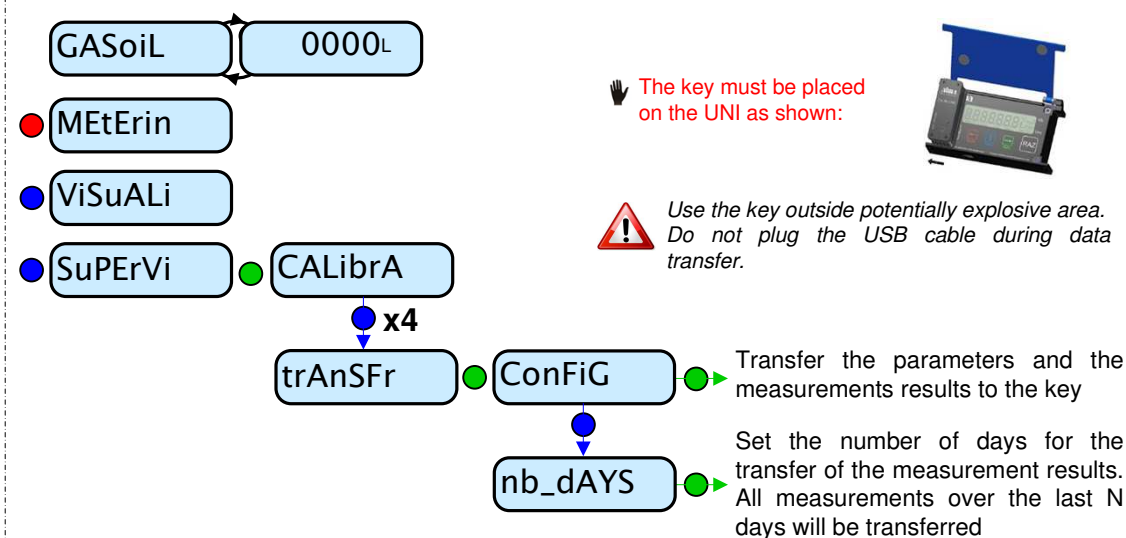 GASoiL 0000L
MEtErin
The key must be placed
on the UNI as shown:
ViSuALi
Use the key outside potentially explosive area.
Do not plug the USB cable during data
transfer.
SuPErVi CALibrA
x4
trAnSFr ConFiG
Transfer the parameters and the
measurements results to the key
nb_dAYS
Set the number of days for the
transfer of the measurement results.
All measurements over the last N
days will be transferred
RAZ